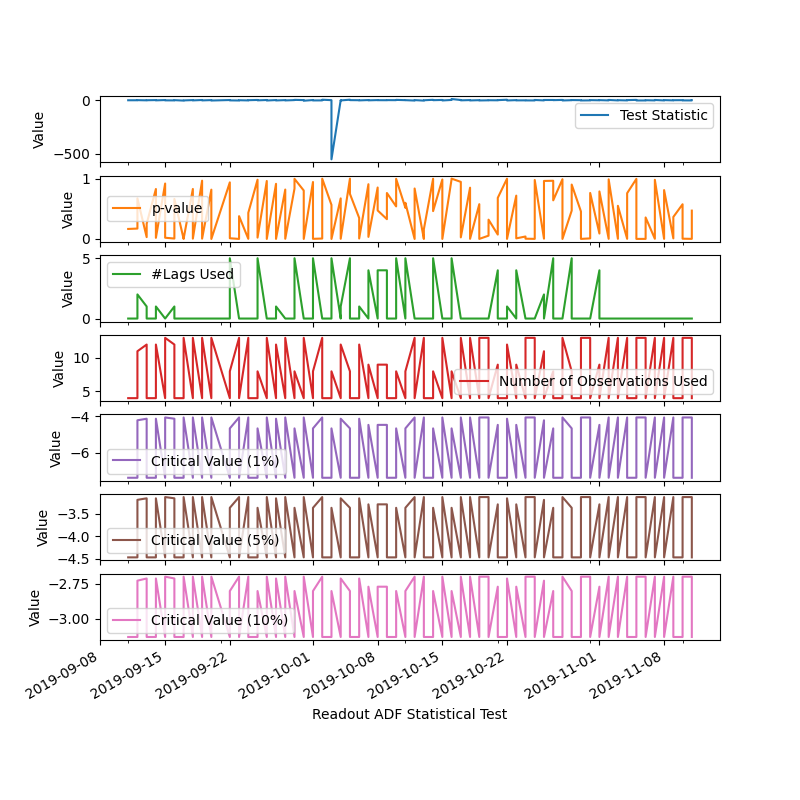 0
−500
Value
Test Statistic
1
0
Value
p-value
5
0
Value
#Lags Used
10
5
Value
Number of Observations Used
−4
−6
Value
Critical Value (1%)
−3.5
−4.0
−4.5
Value
Critical Value (5%)
−2.75
−3.00
Value
Critical Value (10%)
2019-09-08
2019-09-15
2019-09-22
2019-10-01
2019-10-08
2019-10-15
2019-10-22
2019-11-01
2019-11-08
Readout ADF Statistical Test